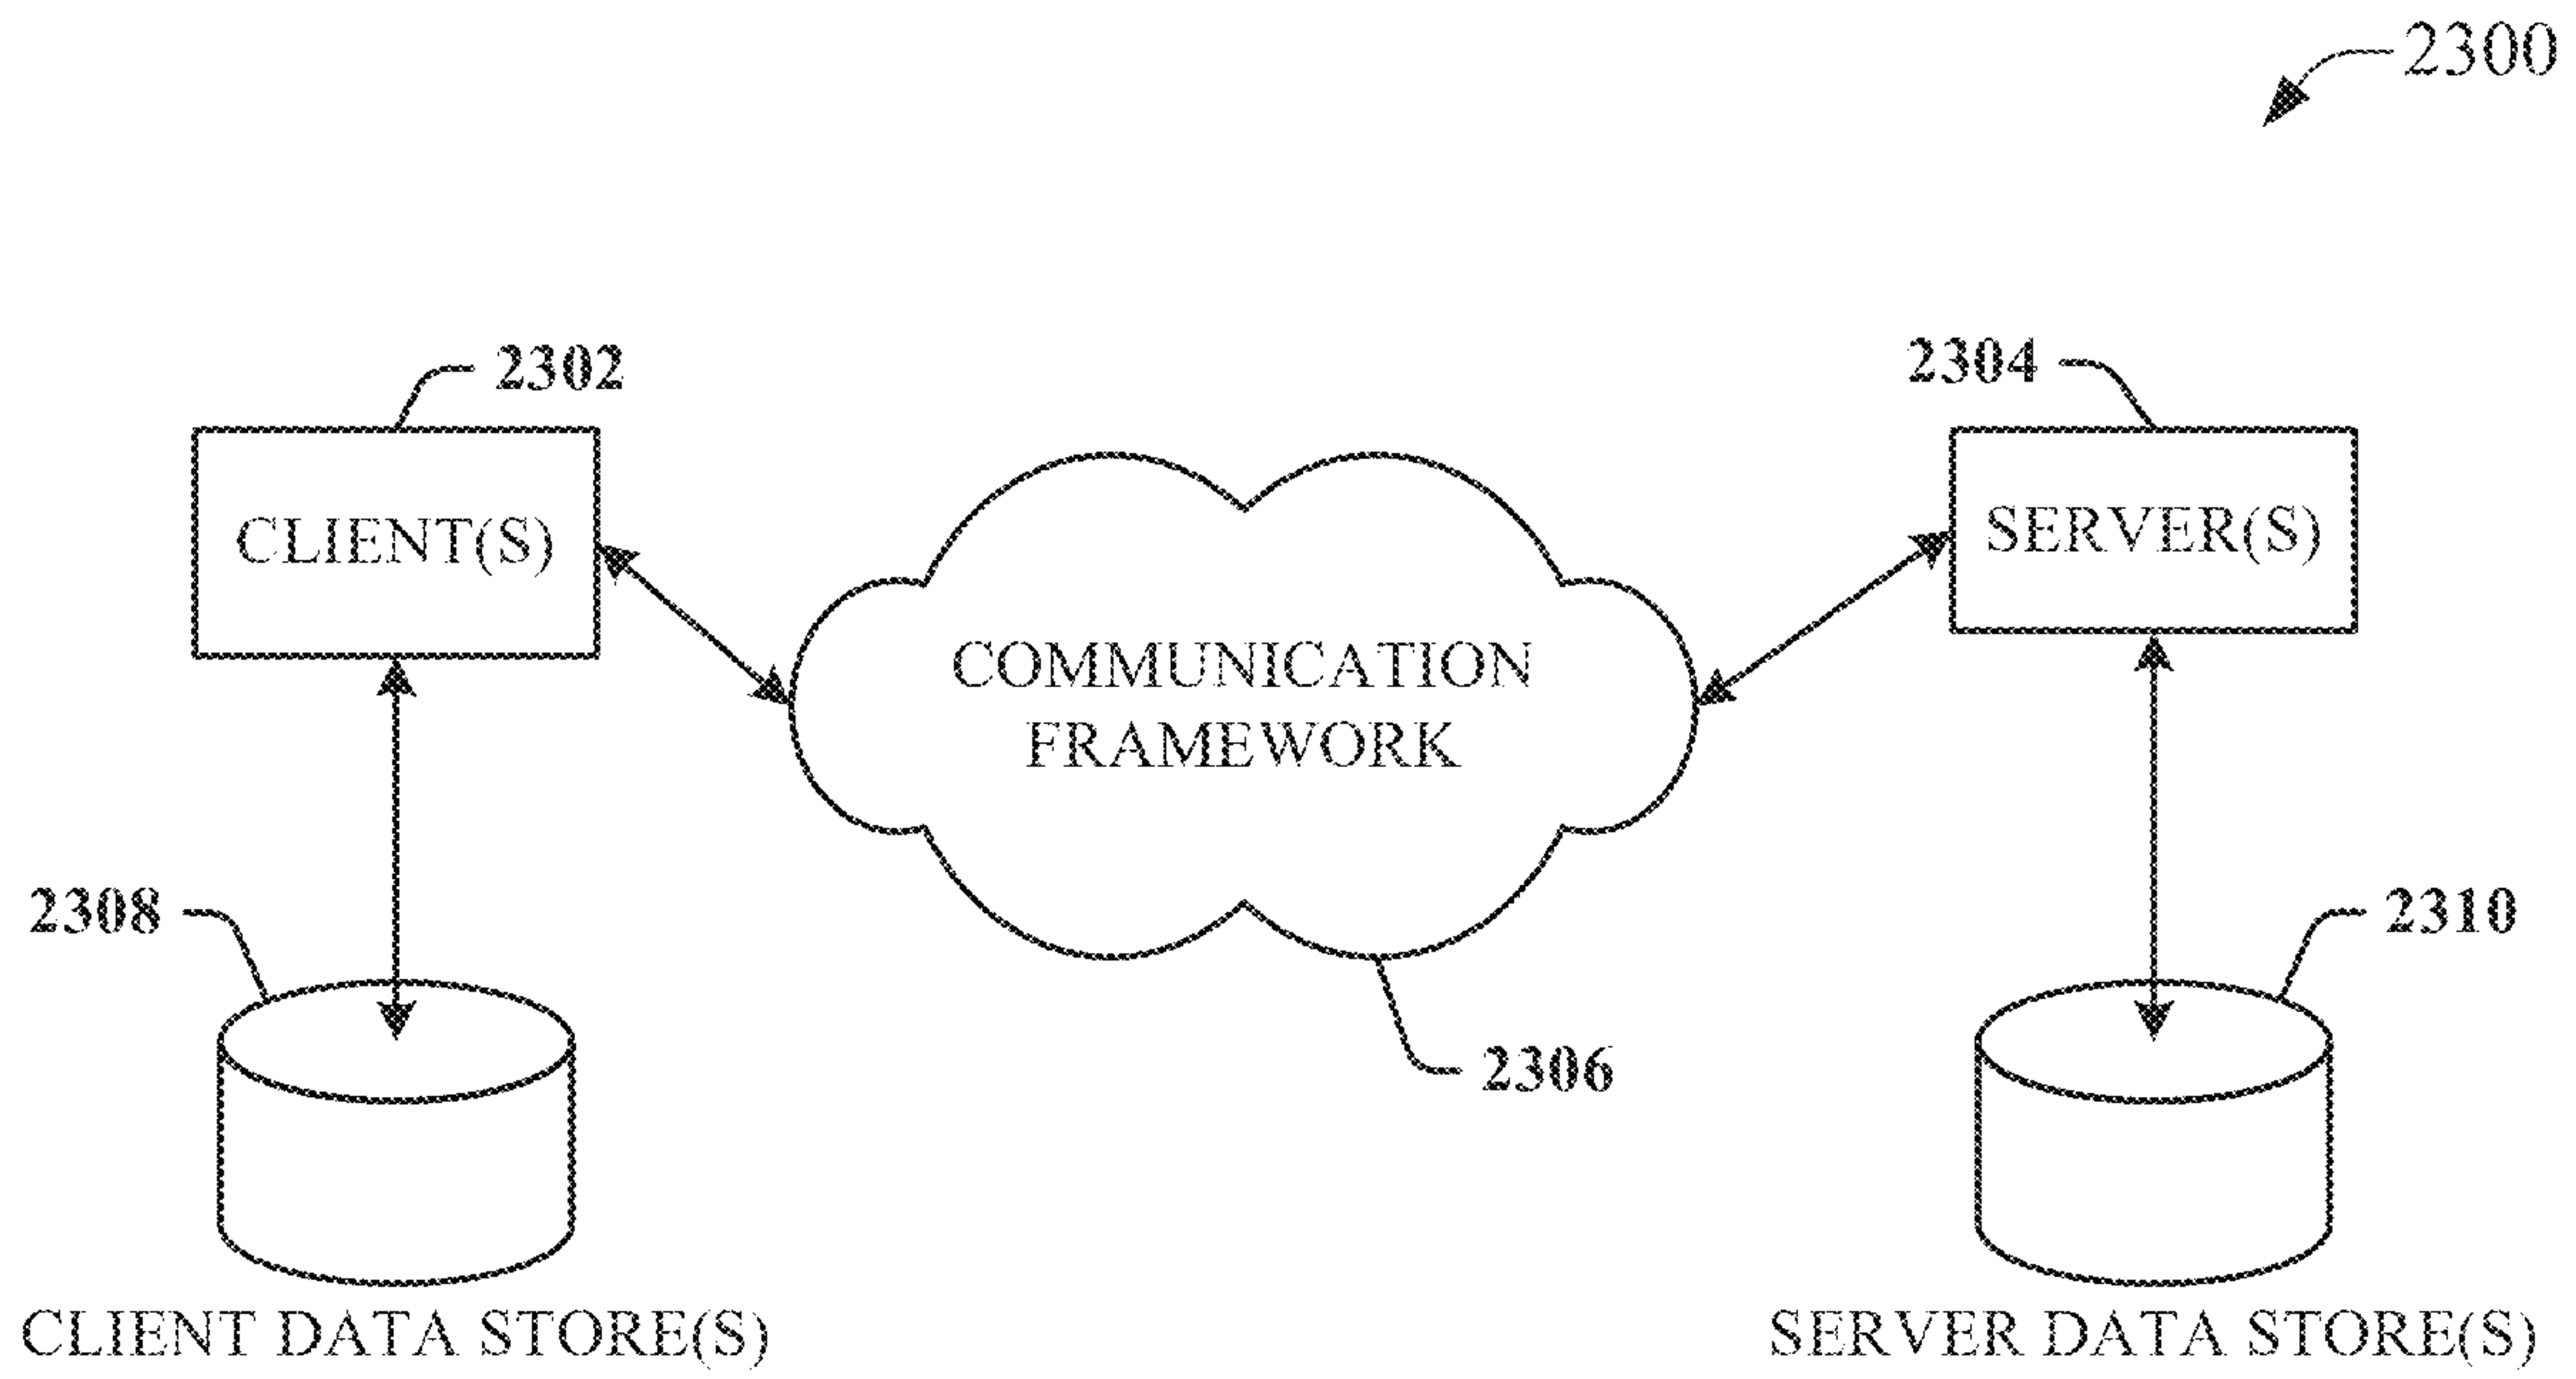 2300
2302
2304
CLIENT(S)
SERVER(S)
COMMUNICATION
FRAMEWORK
2308
2310
2306
CLIENT DATA STORE(S)
SERVER DATA STORE(S)